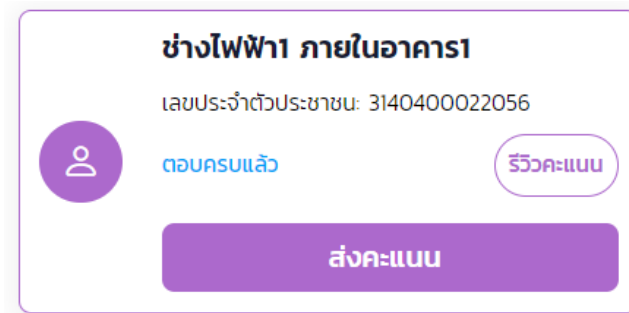 ช่างไฟฟ้า1 ภายในอาคาร1
เลขประจำตัวประชาชน: 3140400022056
ตอบครบแล้ว
รีวิวคะแนน
ส่งคะแนน